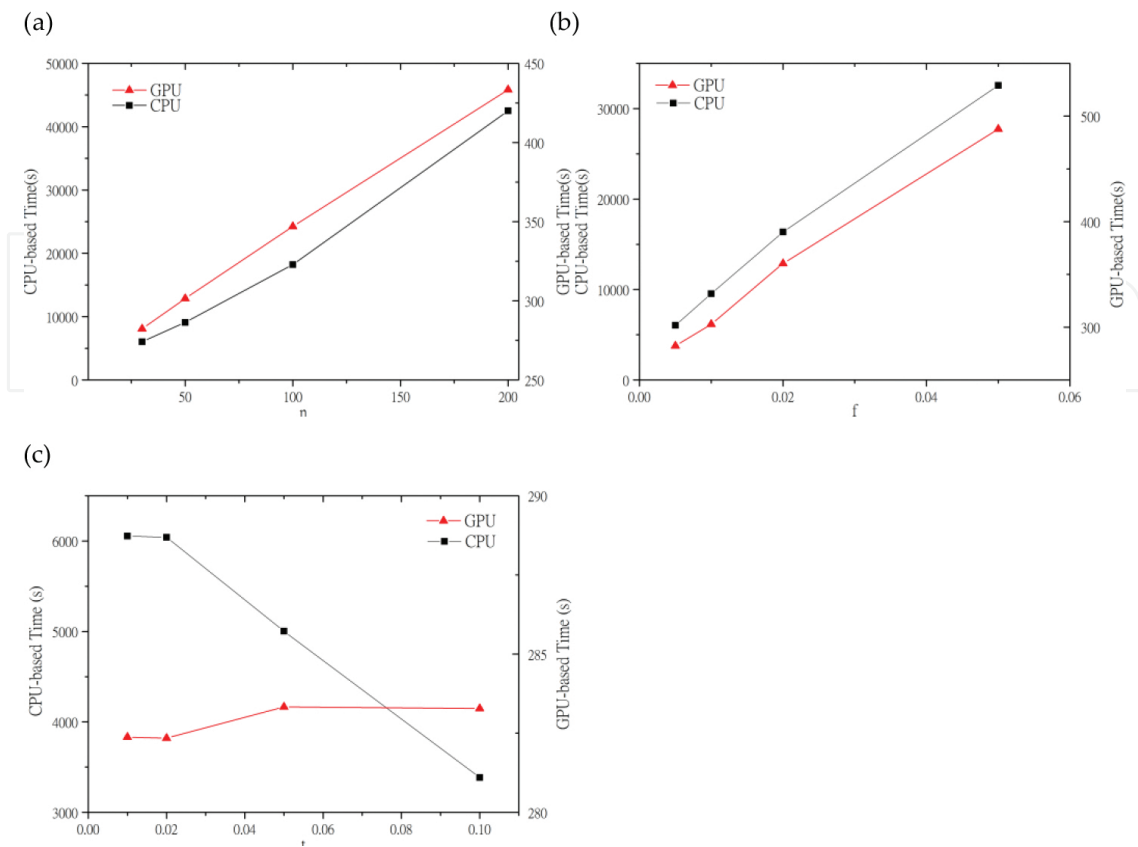 (a)
50000
40000
30000
20000
10000
0
CPU-based Time(s)
GPU
CPU
450
400
350
300
250
GPU-based Time(s)
50
100
150
200
n
(b)
30000
20000
10000
0
CPU-based Time(s)
GPU
CPU
500
400
300
GPU-based Time(s)
0.00
0.02
0.04
0.06
f
(c)
6000
5000
4000
3000
CPU-based Time (s)
GPU
CPU
290
285
280
GPU-based Time (s)
0.00
0.02
0.04
0.06
0.08
0.10